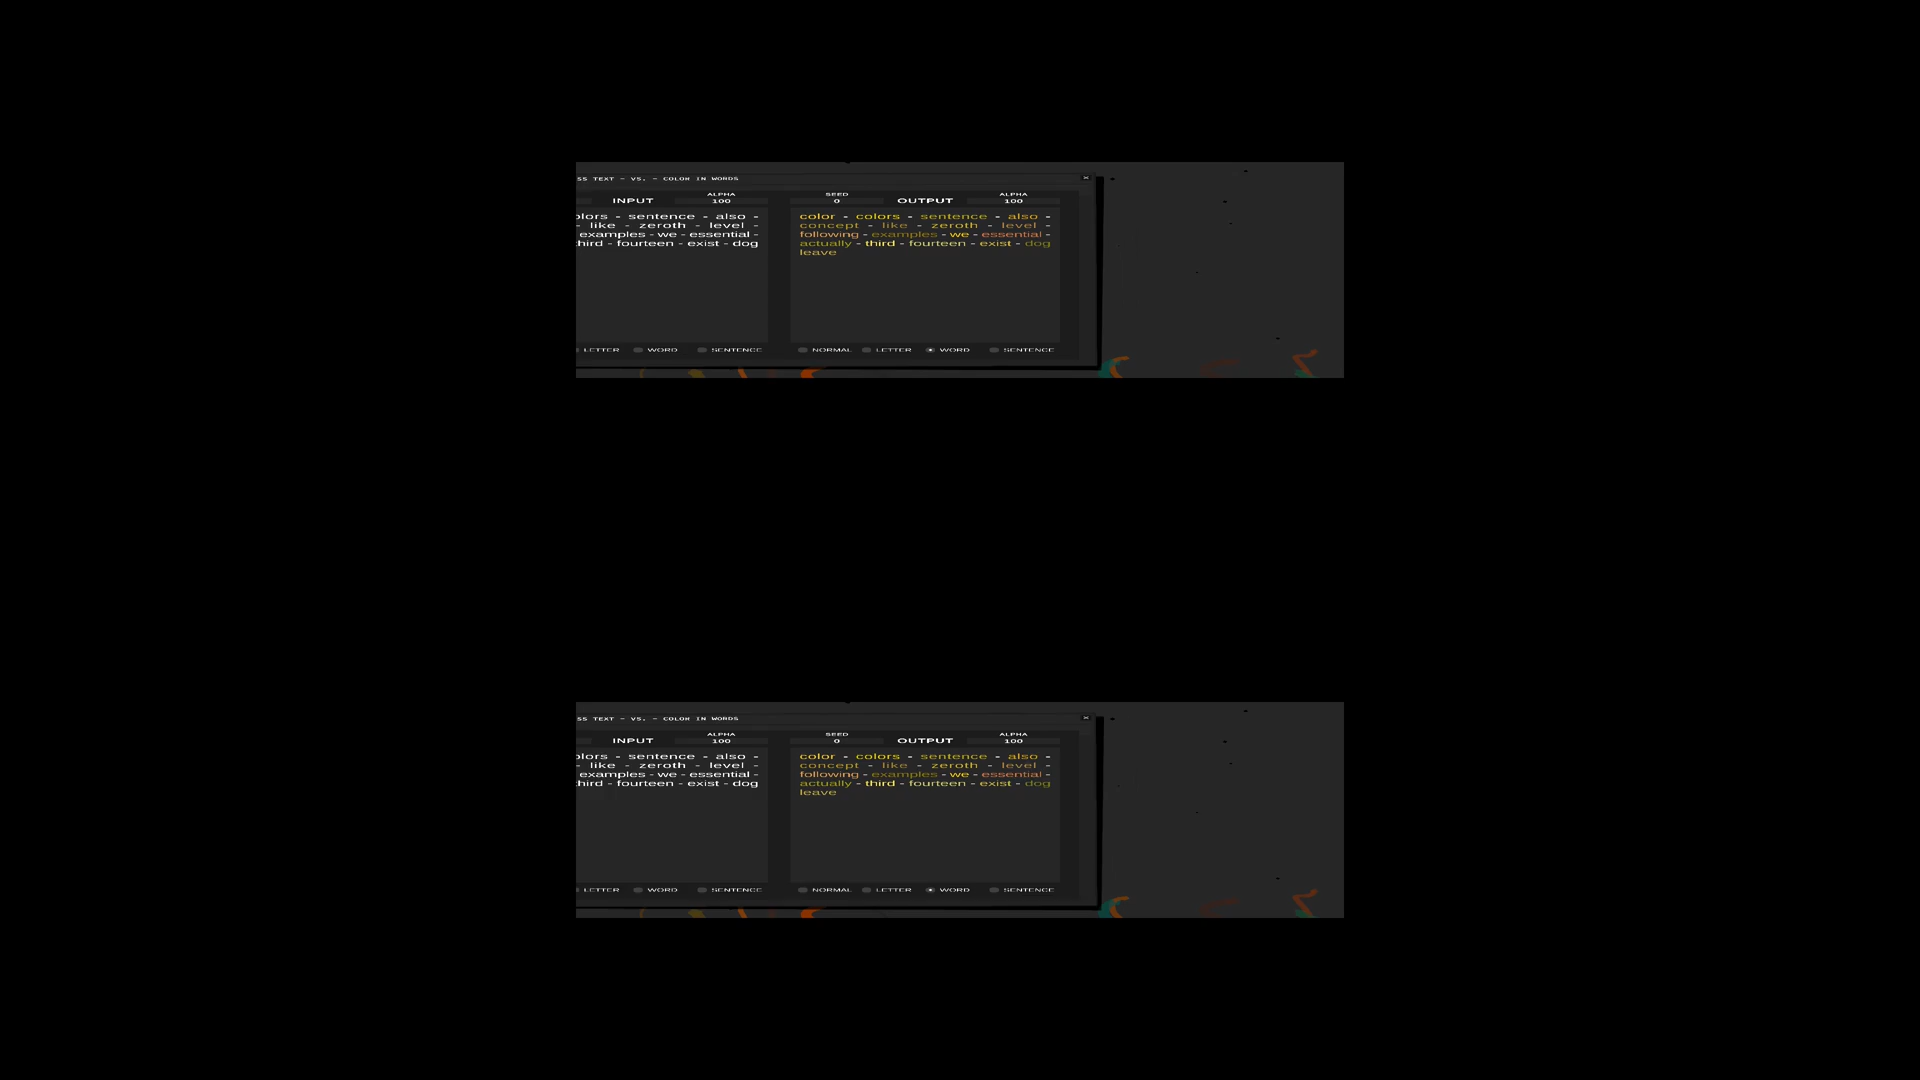 SS TEXT - VS. - COLOR IN WORDS
ALPHA SEED ALPHA
INPUT 100 0 OUTPUT 100
- sentence - also -
- like - zeroth - level -
examples - we - essential -
third - fourteen - exist - dog
color - colors - sentence - also -
concept - like - zeroth - level -
following - examples - we - essential -
actually - third - fourteen - exist - dog
leave
LETTER WORD SENTENCE
NORMAL LETTER WORD SENTENCE
SS TEXT - VS. - COLOR IN WORDS
ALPHA SEED ALPHA
INPUT 100 0 OUTPUT 100
- sentence - also -
- like - zeroth - level -
examples - we - essential -
third - fourteen - exist - dog
color - colors - sentence - also -
concept - like - zeroth - level -
following - examples - we - essential -
actually - third - fourteen - exist - dog
leave
LETTER WORD SENTENCE
NORMAL LETTER WORD SENTENCE